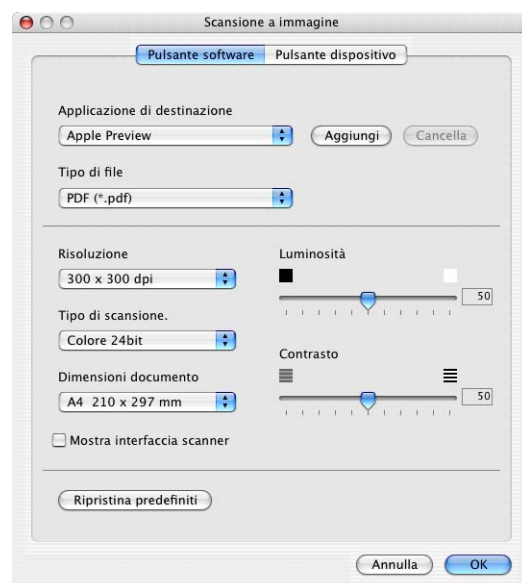 Scansione a immagine
Pulsante software Pulsante dispositivo
Applicazione di destinazione
Apple Preview Aggiungi Cancella
Tipo di file
PDF (*.pdf)
Risoluzione
300 x 300 dpi
Tipo di scansione.
Colore 24bit
Dimensioni documento
A4 210 x 297 mm
Mostra interfaccia scanner
Luminosità
50
Contrasto
50
Ripristina predefiniti
Annulla OK